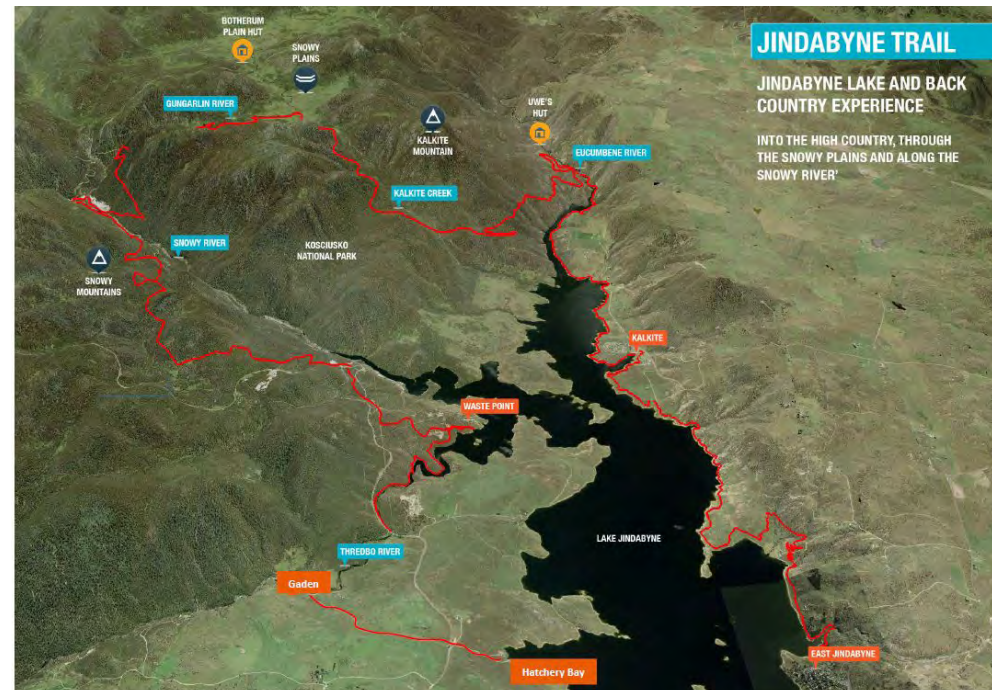 JINDABYNE TRAIL
JINDABYNE LAKE AND BACK
COUNTRY EXPERIENCE
INTO THE HIGH COUNTRY, THROUGH
THE SNOWY PLAINS AND ALONG THE
SNOWY RIVER'
BOTHERUM
PLAIN HUT
SNOWY
PLAINS
GUNGARLIN RIVER
UWE'S
HUT
KALKITE
MOUNTAIN
EUCUMBENE RIVER
KALKITE CREEK
SNOWY RIVER
KOSCIUSKO
NATIONAL PARK
SNOWY
MOUNTAINS
KALKITE
WASTE POINT
LAKE JINDABYNE
THREDBO RIVER
Gaden
EAST JINDABYNE
Hatchery Bay